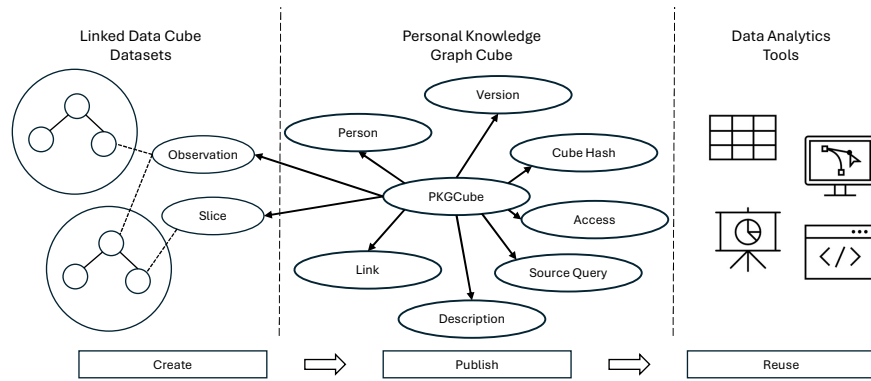 Linked Data Cube
Datasets
Personal Knowledge
Graph Cube
Data Analytics
Tools
Version
Person
Cube Hash
Observation
PKGCube
Slice
Access
Link
Source Query
Description
</>
Create
Publish
Reuse